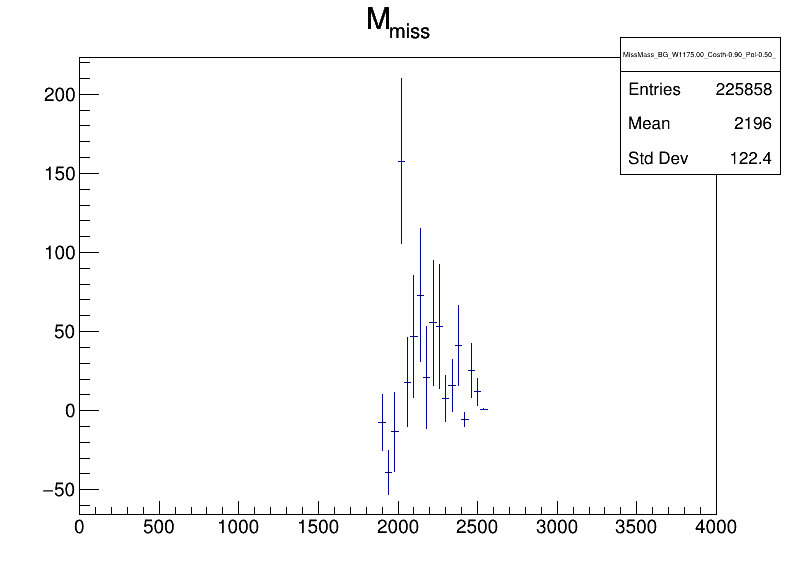 M_miss
MissMass_BG_W1175.00_Costh-0.90_Pol-0.50_
Entries 225858
Mean 2196
Std Dev 122.4
200
150
100
50
0
−50
0 500 1000 1500 2000 2500 3000 3500 4000